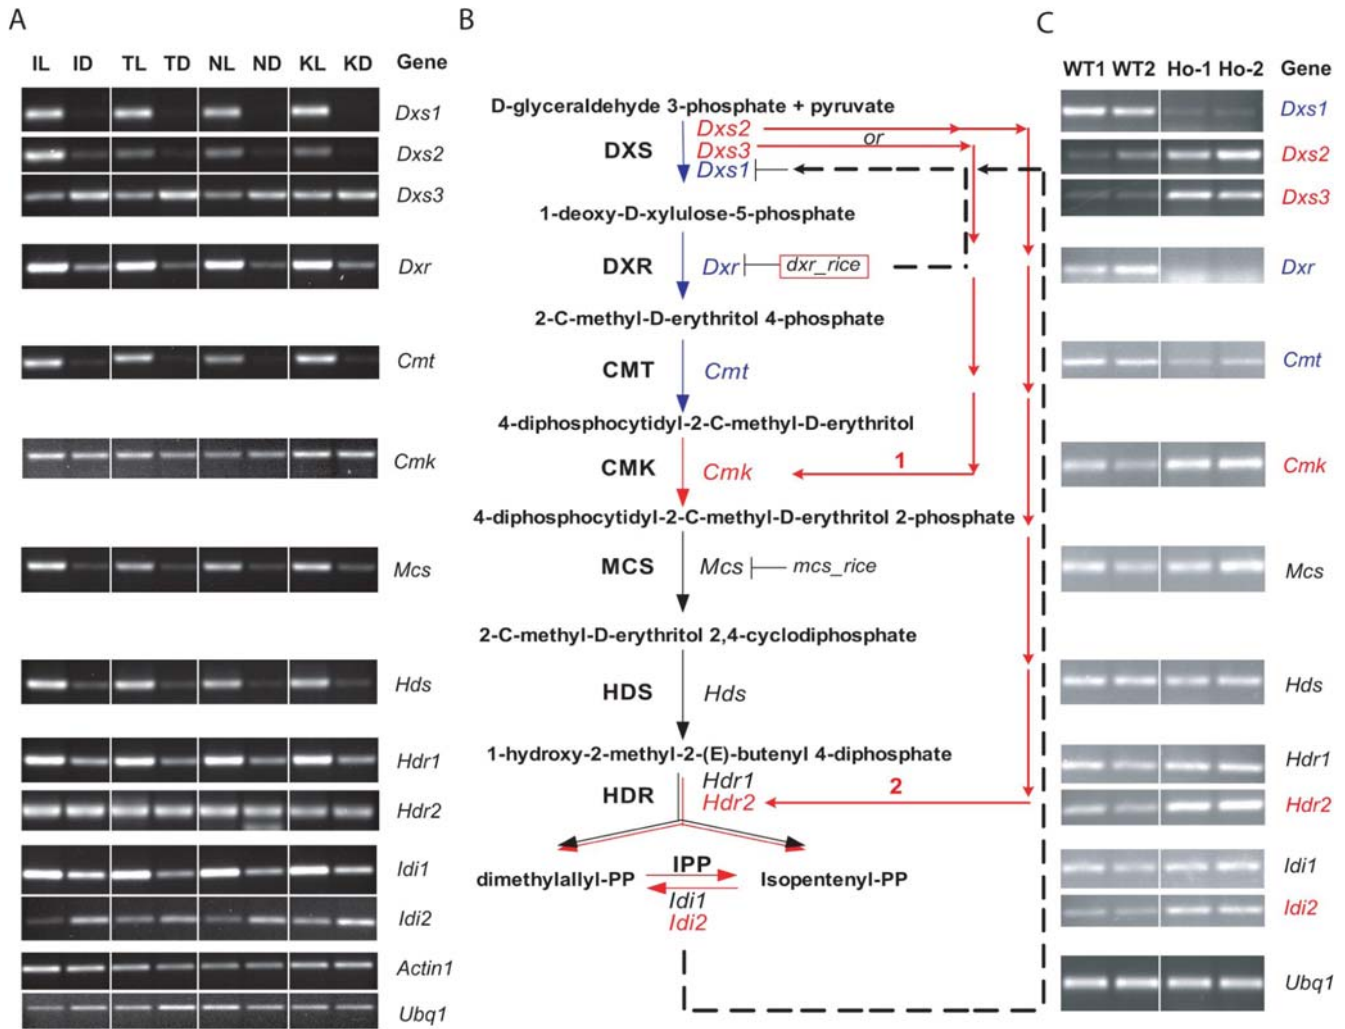 A
IL ID TL TD NL ND KL KD Gene
Dxs1
Dxs2
Dxs3
Dxr
Cmt
Cmk
Mcs
Hds
Hdr1
Hdr2
Idi1
Idi2
Actin1
Ubq1
B
D-glyceraldehyde 3-phosphate + pyruvate
Dxs2
or
DXS Dxs3
Dxs1
1-deoxy-D-xylulose-5-phosphate
DXR Dxr dxr_rice
2-C-methyl-D-erythritol 4-phosphate
CMT Cmt
4-diphosphocytidyl-2-C-methyl-D-erythritol
CMK Cmk 1
4-diphosphocytidyl-2-C-methyl-D-erythritol 2-phosphate
MCS Mcs mcs_rice
2-C-methyl-D-erythritol 2,4-cyclodiphosphate
HDS Hds
1-hydroxy-2-methyl-2-(E)-butenyl 4-diphosphate
Hdr1
HDR Hdr2 2
IPP
dimethylallyl-PP Isopentenyl-PP
Idi1
Idi2
C
WT1 WT2 Ho-1 Ho-2 Gene
Dxs1
Dxs2
Dxs3
Dxr
Cmt
Cmk
Mcs
Hds
Hdr1
Hdr2
Idi1
Idi2
Ubq1